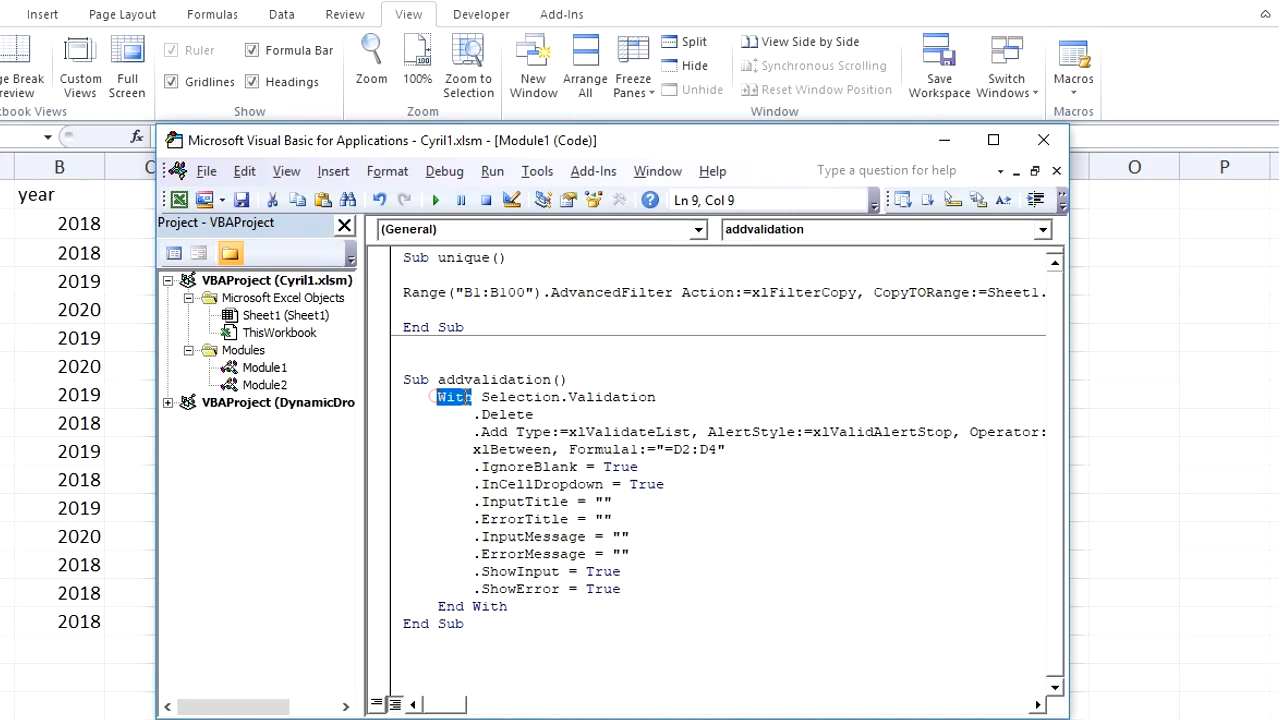 Insert Page Layout Formulas Data Review View Developer Add-Ins
Ruler Formula Bar Split View Side by Side
Gridlines Headings Hide Synchronous Scrolling
Unhide Reset Window Position
Break Preview Custom Views Full Screen Zoom 100% Zoom to Selection New Window Arrange All Freeze Panes Save Workspace Switch Windows Macros
Show Zoom Window Macros
fx
Microsoft Visual Basic for Applications - Cyril1.xlsm - [Module1 (Code)]
File Edit View Insert Format Debug Run Tools Add-Ins Window Help Type a question for help
Ln 9, Col 9
B C O P
year
2018
2018
2019
2020
2019
2020
2019
2018
2019
2018
2019
2020
2018
2018
2018
Project - VBAProject
VBAProject (Cyril1.xlsm)
Microsoft Excel Objects
Sheet1 (Sheet1)
ThisWorkbook
Modules
Module1
Module2
VBAProject (DynamicDro
(General) addvalidation
Sub unique()
Range("B1:B100").AdvancedFilter Action:=xlFilterCopy, CopyTORange:=Sheet1.
End Sub
Sub addvalidation()
With Selection.Validation
.Delete
.Add Type:=xlValidateList, AlertStyle:=xlValidAlertStop, Operator:
xlBetween, Formula1:="=D2:D4"
.IgnoreBlank = True
.InCellDropdown = True
.InputTitle = ""
.ErrorTitle = ""
.InputMessage = ""
.ErrorMessage = ""
.ShowInput = True
.ShowError = True
End With
End Sub